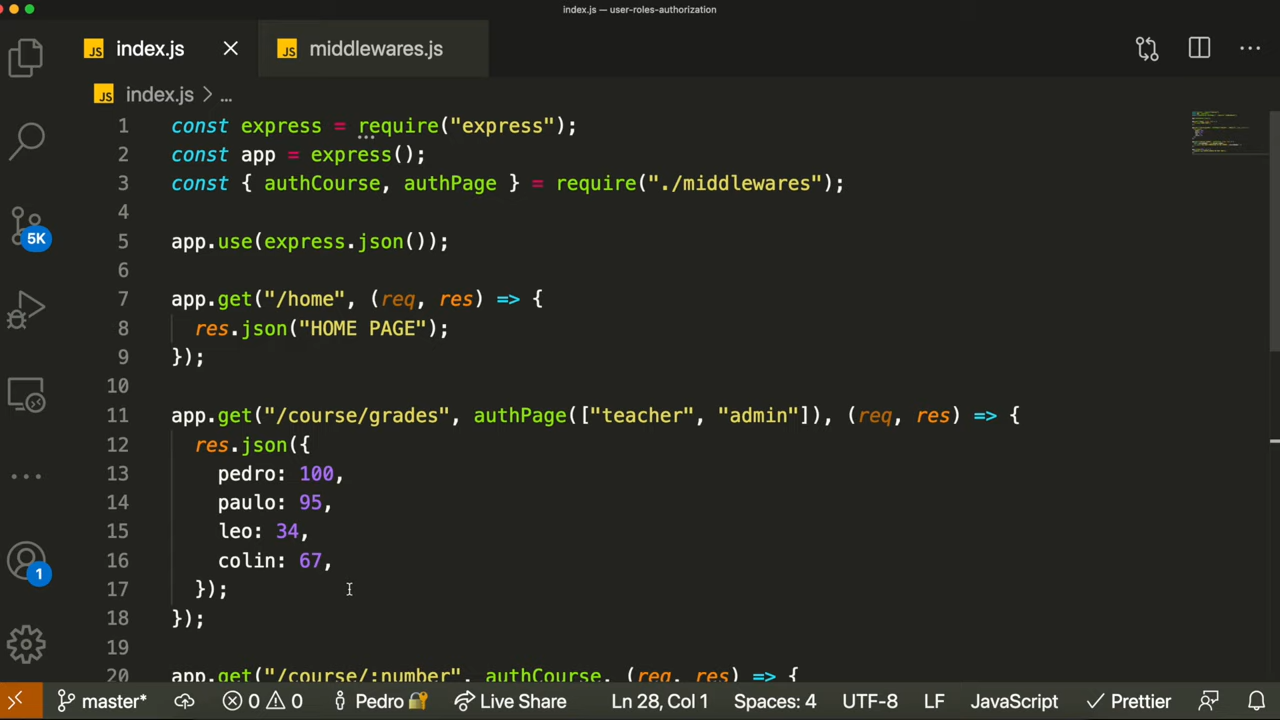 index.js — user-roles-authorization
JS index.js
JS middlewares.js
JS index.js > ...
1 const express = require("express");
2 const app = express();
3 const { authCourse, authPage } = require("./middlewares");
4
5 app.use(express.json());
6
7 app.get("/home", (req, res) => {
8 res.json("HOME PAGE");
9 });
10
11 app.get("/course/grades", authPage(["teacher", "admin"]), (req, res) => {
12 res.json({
13 pedro: 100,
14 paulo: 95,
15 leo: 34,
16 colin: 67,
17 });
18 });
19
20 app.get("/course/:number", authCourse, (req, res) => {
5K
1
master* 0 0 Pedro🔐 Live Share Ln 28, Col 1 Spaces: 4 UTF-8 LF JavaScript ✓ Prettier